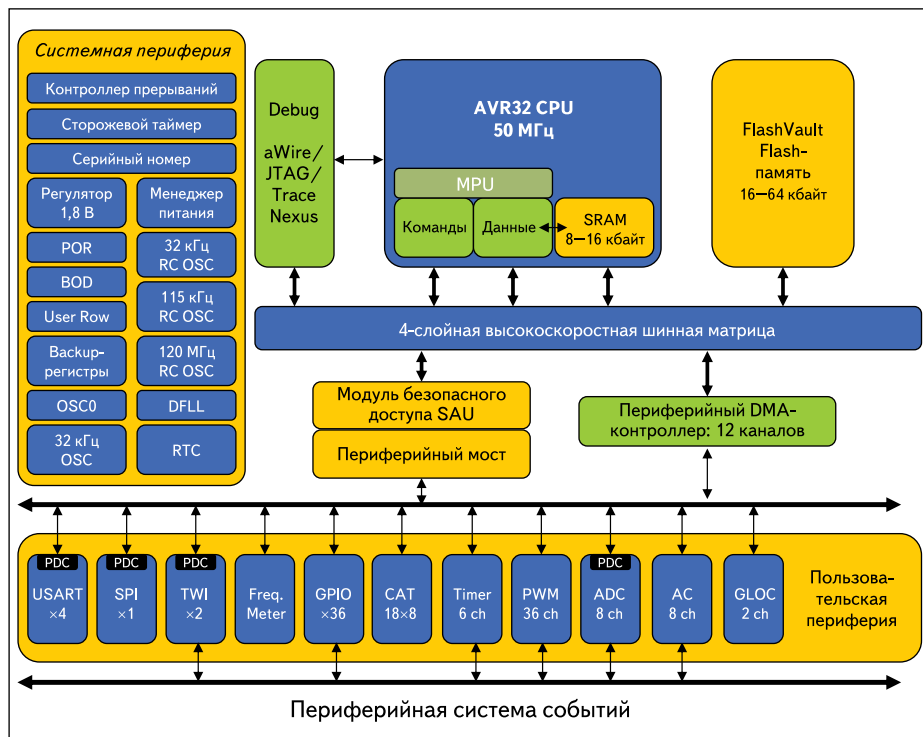 Системная периферия
Контроллер прерываний
Сторожевой таймер
Серийный номер
Регулятор
1,8 В
Менеджер
питания
POR
32 кГц
RC OSC
BOD
115 кГц
RC OSC
User Row
Backup-
регистры
120 МГц
RC OSC
OSC0
DFLL
32 кГц
OSC
RTC
Debug
aWire/
JTAG/
Trace
Nexus
AVR32 CPU
50 МГц
MPU
Команды
Данные
SRAM
8—16 кбайт
FlashVault
Flash-
память
16—64 кбайт
4-слойная высокоскоростная шинная матрица
Модуль безопасного
доступа SAU
Периферийный мост
Периферийный DMA-
контроллер: 12 каналов
PDC
USART
×4
PDC
SPI
×1
PDC
TWI
×2
Freq.
Meter
GPIO
×36
CAT
18×8
Timer
6 ch
PWM
36 ch
PDC
ADC
8 ch
AC
8 ch
GLOC
2 ch
Пользова-
тельская
периферия
Периферийная система событий